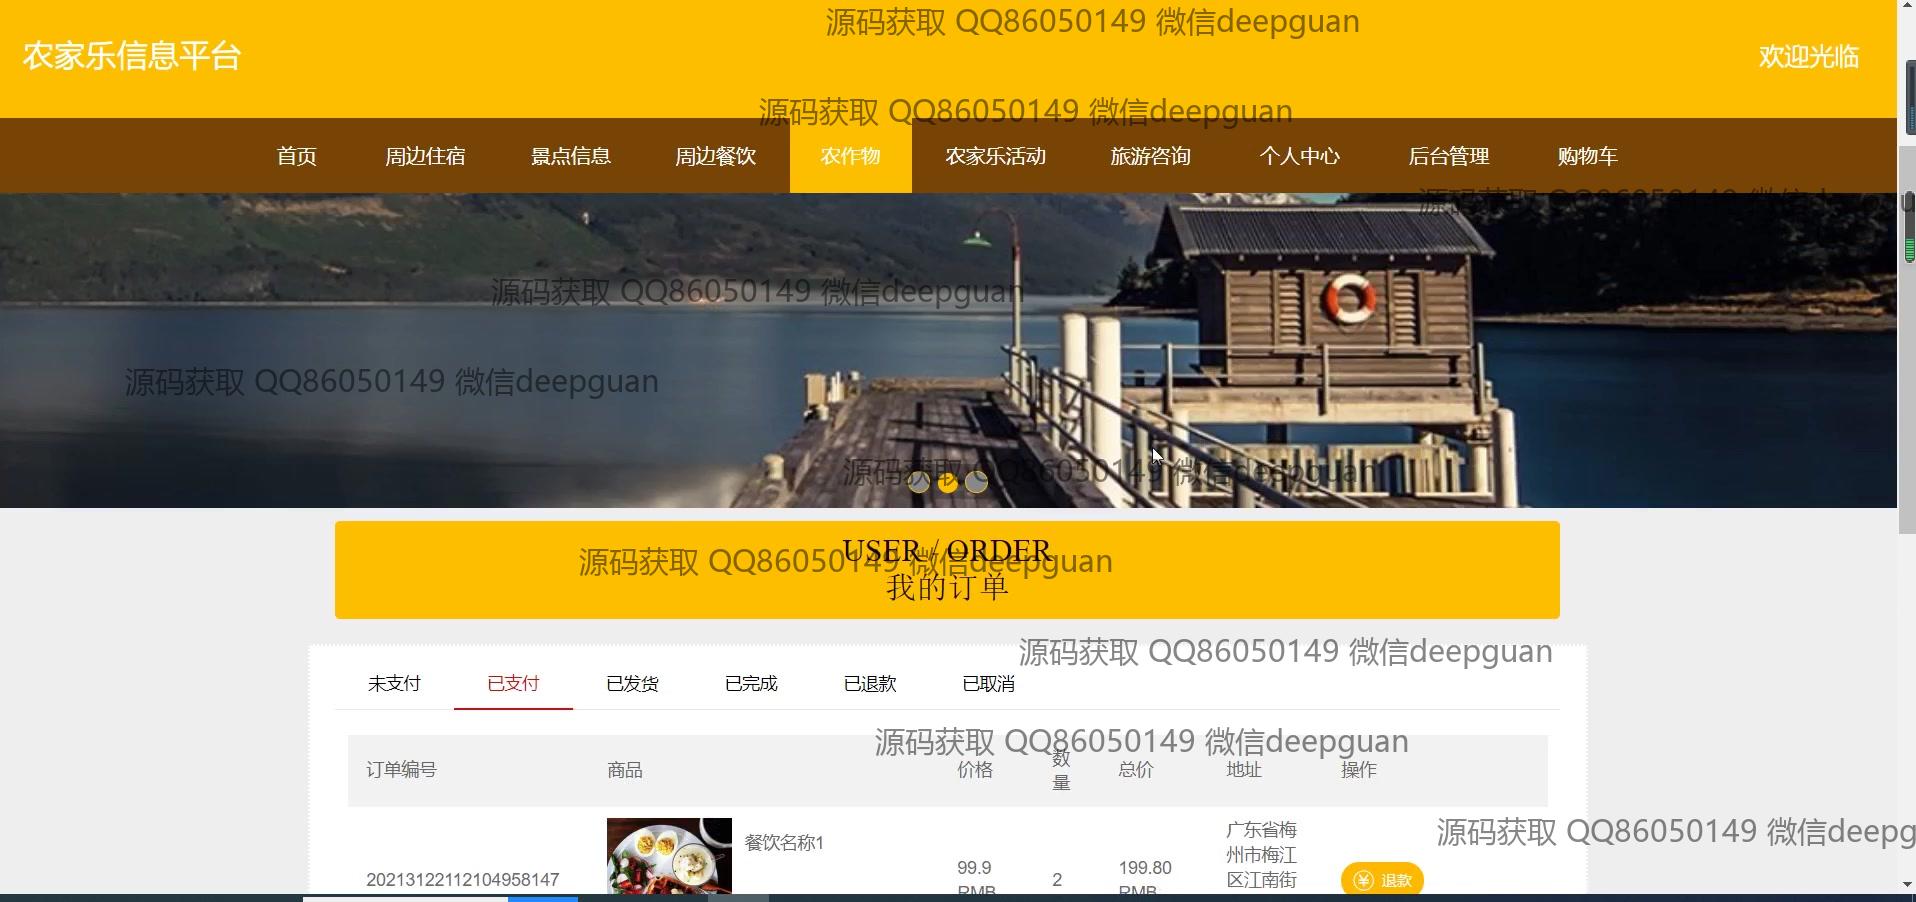 源码获取 QQ86050149 微信deepguan
农家乐信息平台
欢迎光临
源码获取 QQ86050149 微信deepguan
首页 周边住宿 景点信息 周边餐饮 农作物 农家乐活动 旅游咨询 个人中心 后台管理 购物车
源码获取 QQ86050149 微信deepgu
源码获取 QQ86050149 微信deepguan
源码获取 QQ86050149 微信deepguan
源码获取 QQ86050149 微信deepguan
USER / ORDER
源码获取 QQ86050149 微信deepguan
我的订单
源码获取 QQ86050149 微信deepguan
未支付 已支付 已发货 已完成 已退款 已取消
源码获取 QQ86050149 微信deepguan
订单编号 商品 价格 数量 总价 地址 操作
源码获取 QQ86050149 微信deepg
餐饮名称1
20213122112104958147
99.9
RMB
2
199.80
RMB
广东省梅
州市梅江
区江南街
退款